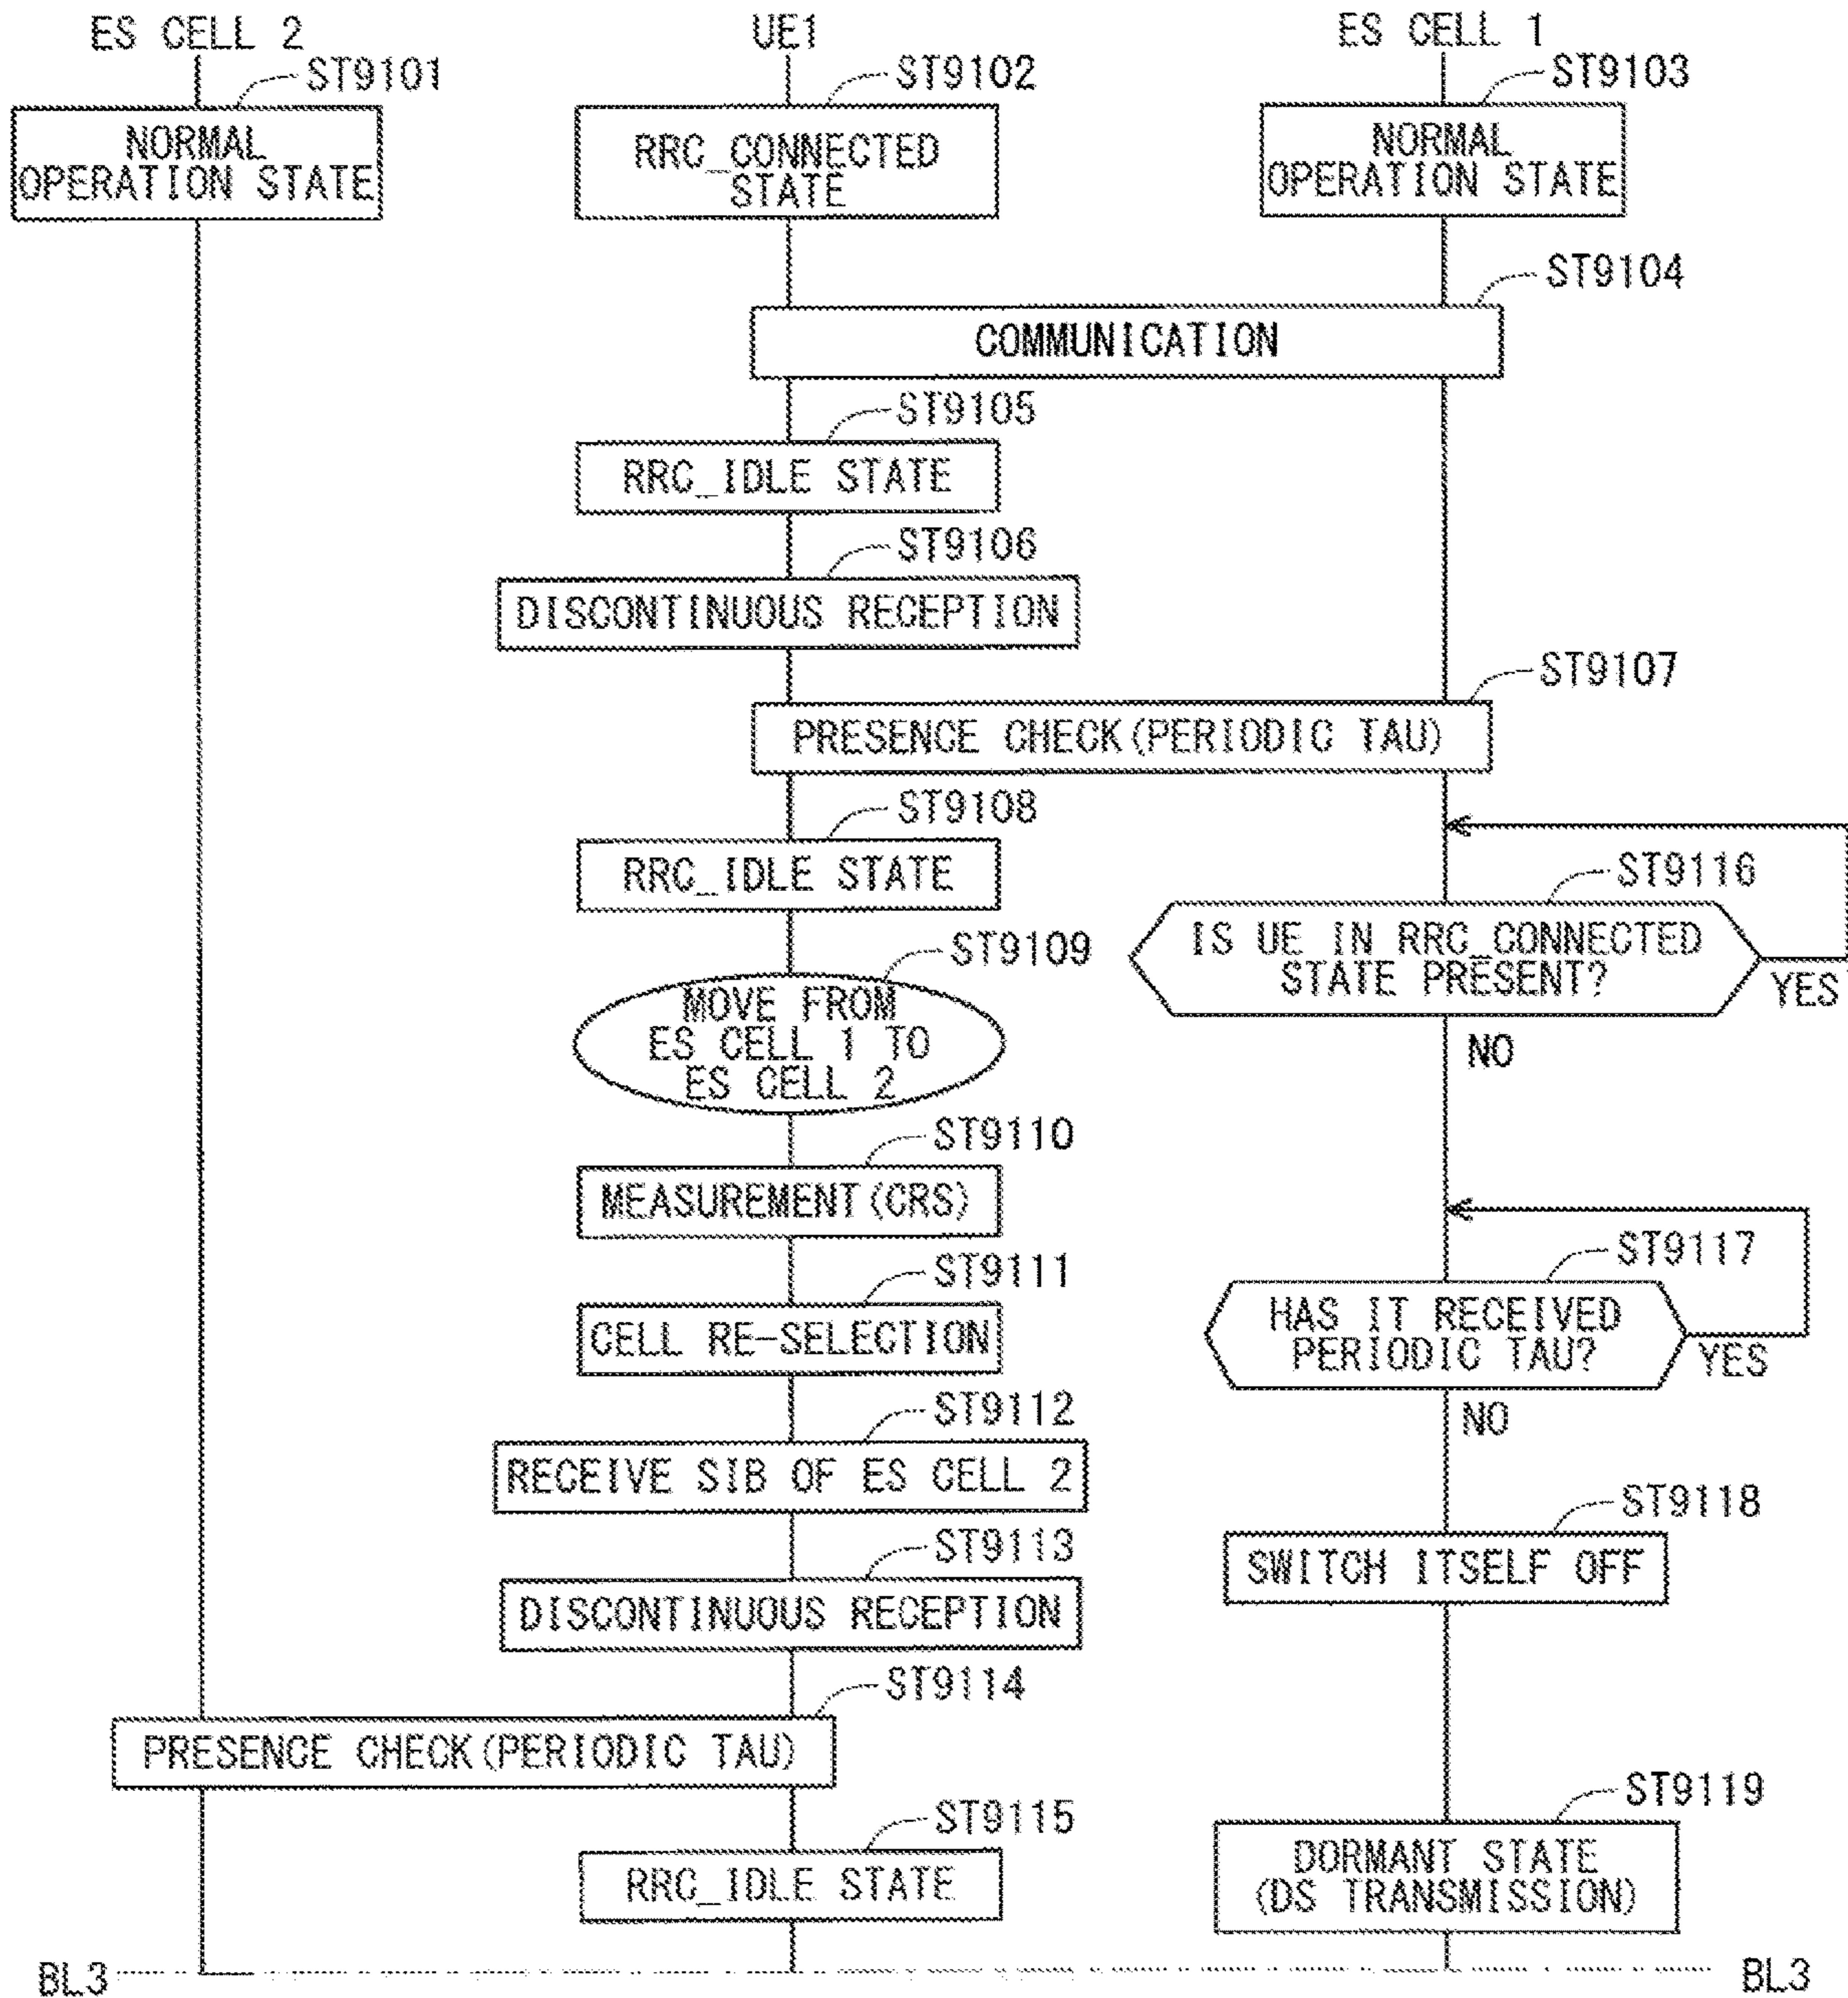 ES CELL 2
UE1
ES CELL 1
ST9101
ST9102
ST9103
NORMAL
OPERATION STATE
RRC_CONNECTED
STATE
NORMAL
OPERATION STATE
ST9104
COMMUNICATION
ST9105
RRC_IDLE STATE
ST9106
DISCONTINUOUS RECEPTION
ST9107
PRESENCE CHECK(PERIODIC TAU)
ST9108
RRC_IDLE STATE
ST9116
IS UE IN RRC_CONNECTED
STATE PRESENT?
YES
NO
ST9109
MOVE FROM
ES CELL 1 TO
ES CELL 2
ST9110
MEASUREMENT(CRS)
ST9111
CELL RE-SELECTION
ST9117
HAS IT RECEIVED
PERIODIC TAU?
YES
NO
ST9112
RECEIVE SIB OF ES CELL 2
ST9118
SWITCH ITSELF OFF
ST9113
DISCONTINUOUS RECEPTION
ST9114
PRESENCE CHECK(PERIODIC TAU)
ST9115
RRC_IDLE STATE
ST9119
DORMANT STATE
(DS TRANSMISSION)
BL3
BL3